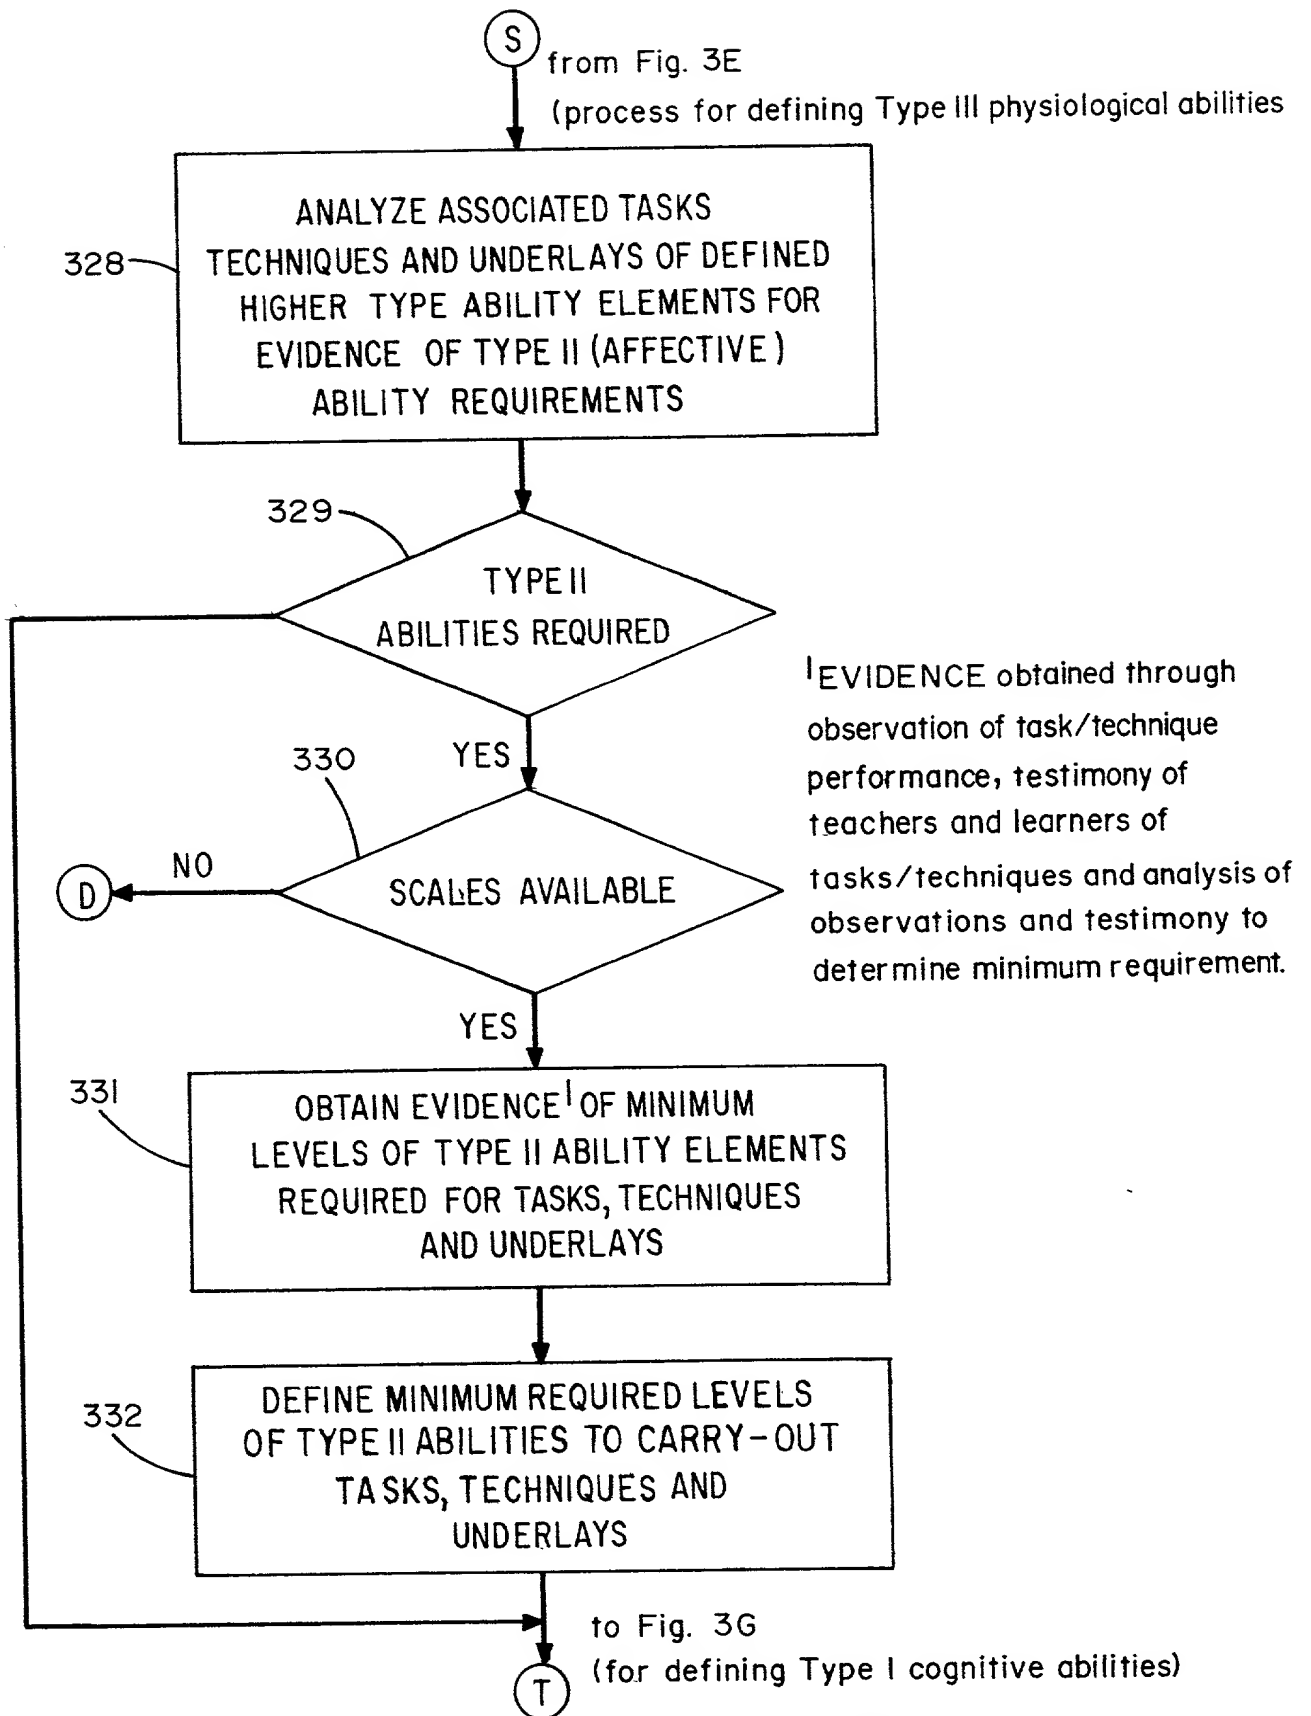 S
from Fig. 3E
(process for defining Type III physiological abilities
328
ANALYZE ASSOCIATED TASKS
TECHNIQUES AND UNDERLAYS OF DEFINED
HIGHER TYPE ABILITY ELEMENTS FOR
EVIDENCE OF TYPE II (AFFECTIVE)
ABILITY REQUIREMENTS
329
TYPE II
ABILITIES REQUIRED
YES
330
SCALES AVAILABLE
NO
D
1EVIDENCE obtained through
observation of task/technique
performance, testimony of
teachers and learners of
tasks/techniques and analysis of
observations and testimony to
determine minimum requirement.
YES
331
OBTAIN EVIDENCE1 OF MINIMUM
LEVELS OF TYPE II ABILITY ELEMENTS
REQUIRED FOR TASKS, TECHNIQUES
AND UNDERLAYS
332
DEFINE MINIMUM REQUIRED LEVELS
OF TYPE II ABILITIES TO CARRY-OUT
TASKS, TECHNIQUES AND
UNDERLAYS
to Fig. 3G
(for defining Type I cognitive abilities)
T